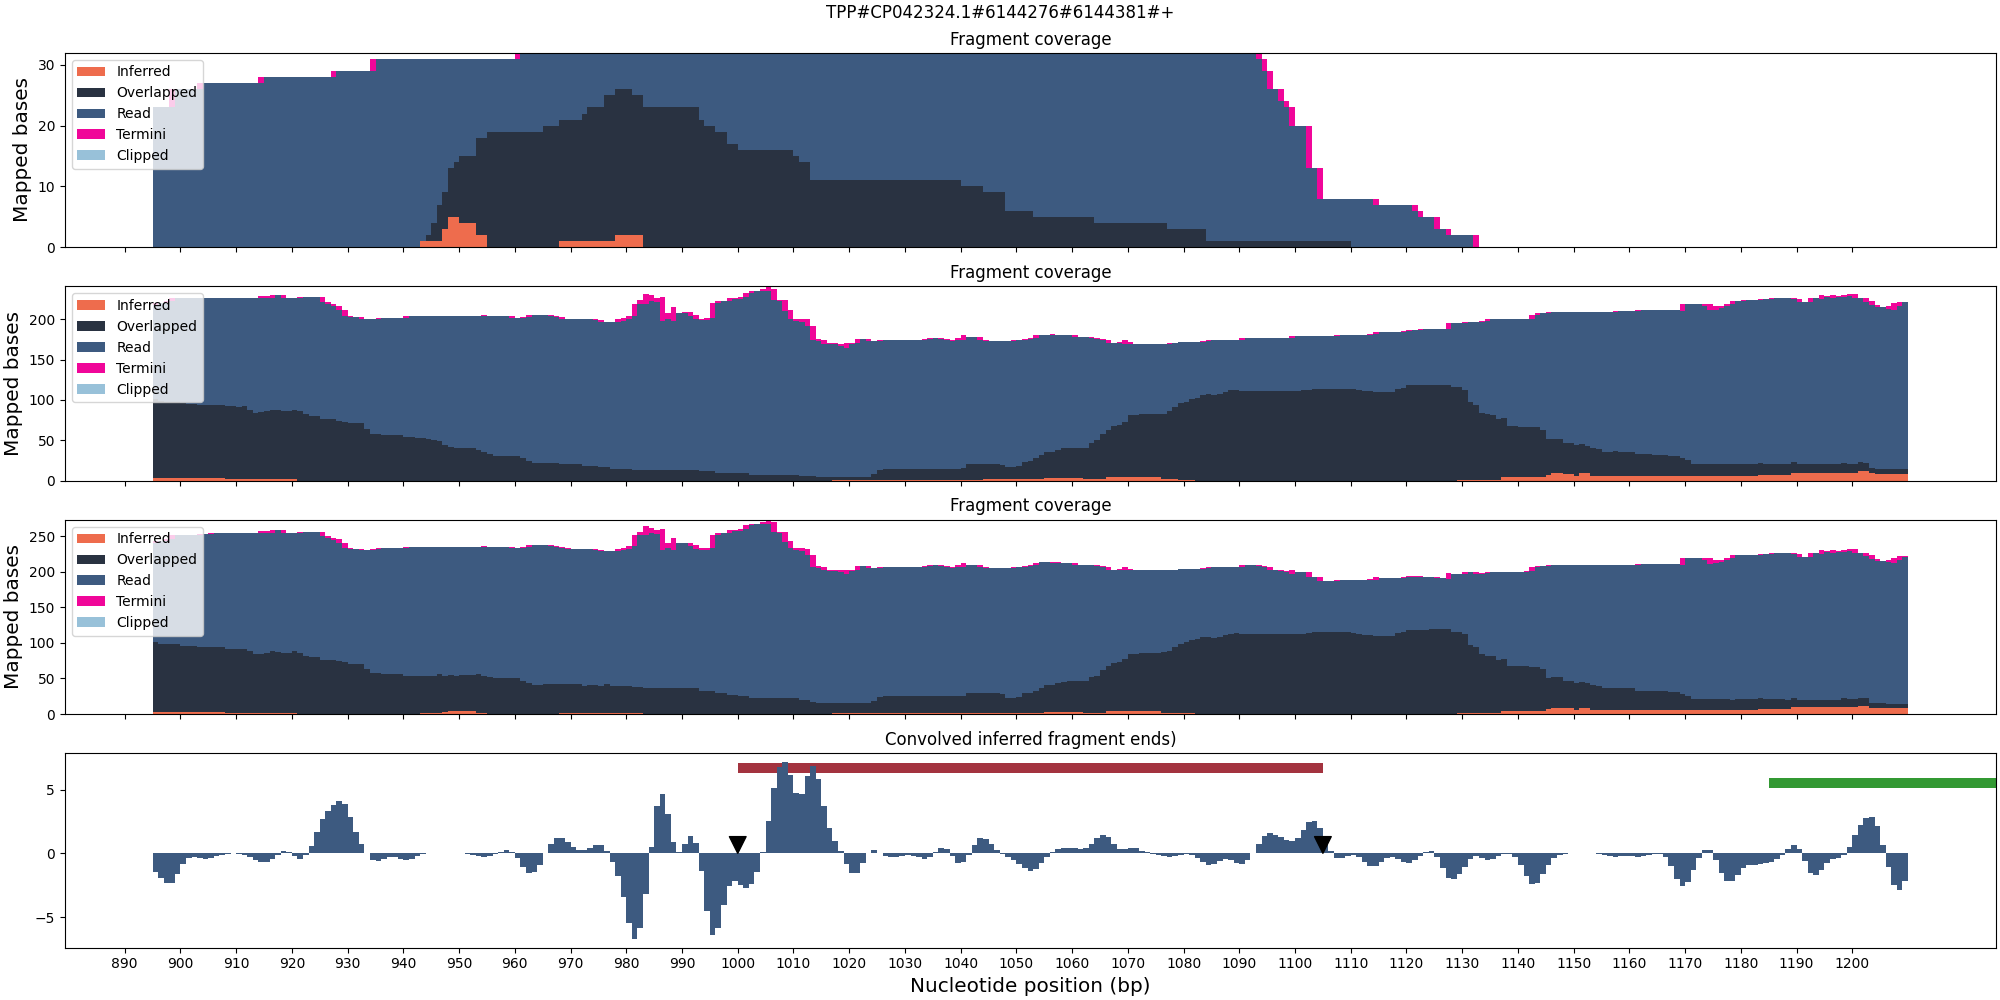 TPP#CP042324.1#6144276#6144381#+
Fragment coverage
Mapped bases
30
20
10
0
Inferred
Overlapped
Read
Termini
Clipped
Fragment coverage
Mapped bases
200
150
100
50
0
Inferred
Overlapped
Read
Termini
Clipped
Fragment coverage
Mapped bases
250
200
150
100
50
0
Inferred
Overlapped
Read
Termini
Clipped
Convolved inferred fragment ends)
5
0
−5
890 900 910 920 930 940 950 960 970 980 990 1000 1010 1020 1030 1040 1050 1060 1070 1080 1090 1100 1110 1120 1130 1140 1150 1160 1170 1180 1190 1200
Nucleotide position (bp)